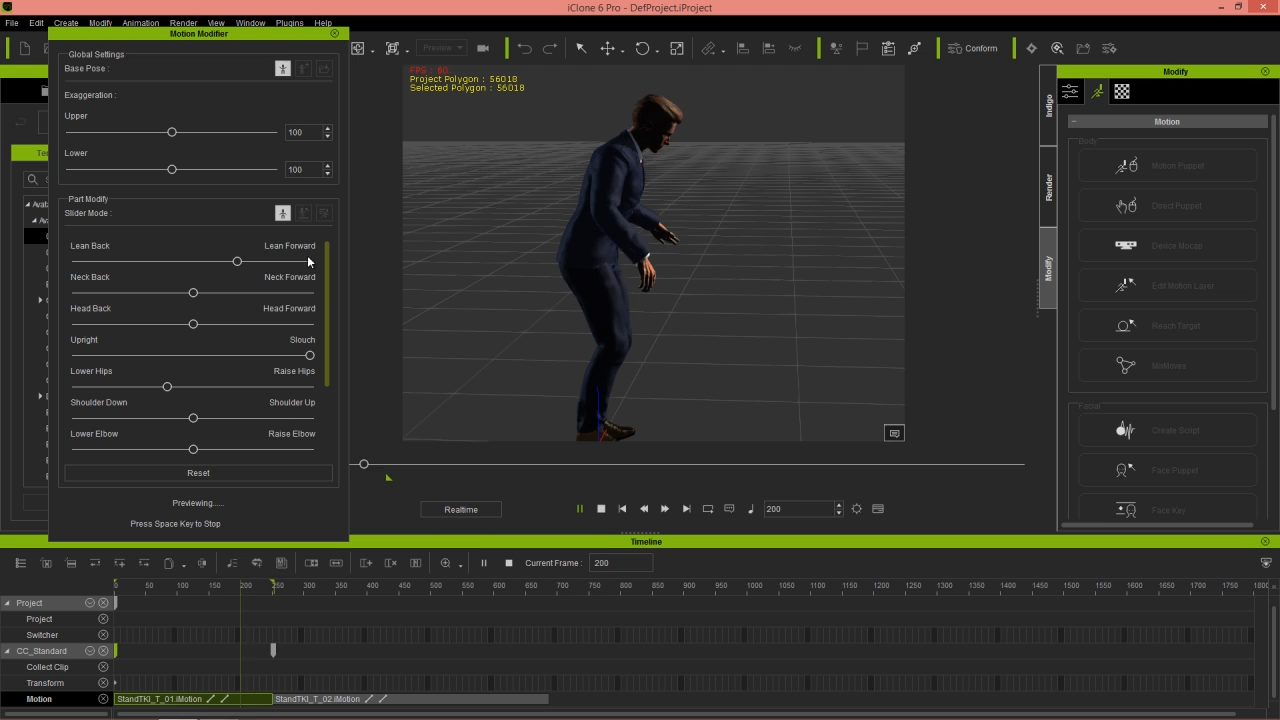 iClone 6 Pro - DefProject.iProject
File Edit Create Modify Animation Render View Window Plugins Help
Motion Modifier
Preview
Conform
Global Settings
Base Pose :
Exaggeration :
Upper
100
Lower
100
Part Modify
Slider Mode :
Lean Back Lean Forward
Neck Back Neck Forward
Head Back Head Forward
Upright Slouch
Lower Hips Raise Hips
Shoulder Down Shoulder Up
Lower Elbow Raise Elbow
Reset
Previewing.....
Press Space Key to Stop
FPS : 60
Project Polygon : 56018
Selected Polygon : 56018
Indigo
Render
Modify
Modify
Motion
Body
Motion Puppet
Direct Puppet
Device Mocap
Edit Motion Layer
Reach Target
MixMoves
Facial
Create Script
Face Puppet
Face Key
Realtime
200
Timeline
Current Frame : 200
0 50 100 150 200 250 300 350 400 450 500 550 600 650 700 750 800 850 900 950 1000 1050 1100 1150 1200 1250 1300 1350 1400 1450 1500 1550 1600 1650 1700 1750 1800
Project
Project
Switcher
CC_Standard
Collect Clip
Transform
Motion StandTKI_T_01.iMotion StandTKI_T_02.iMotion